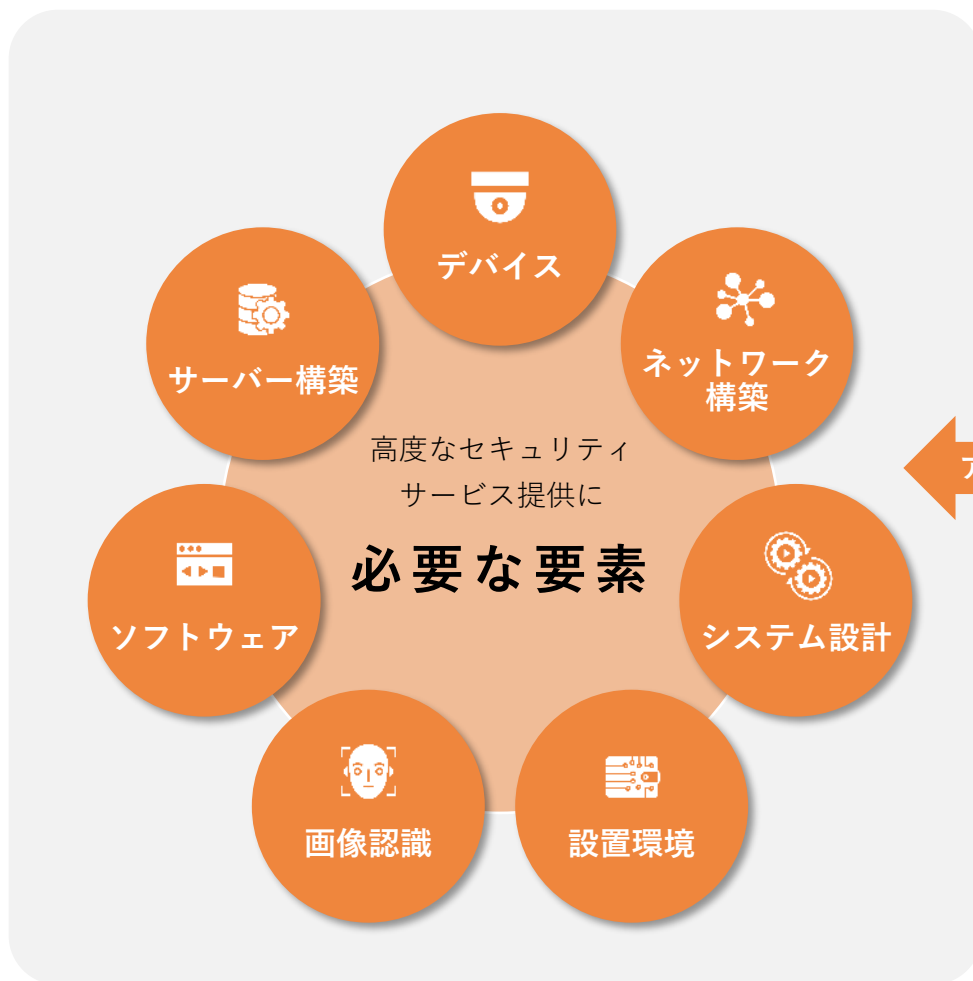 デバイス
ネットワーク
構築
サーバー構築
高度なセキュリティ
サービス提供に
必要な要素
システム設計
ソフトウェア
画像認識
設置環境